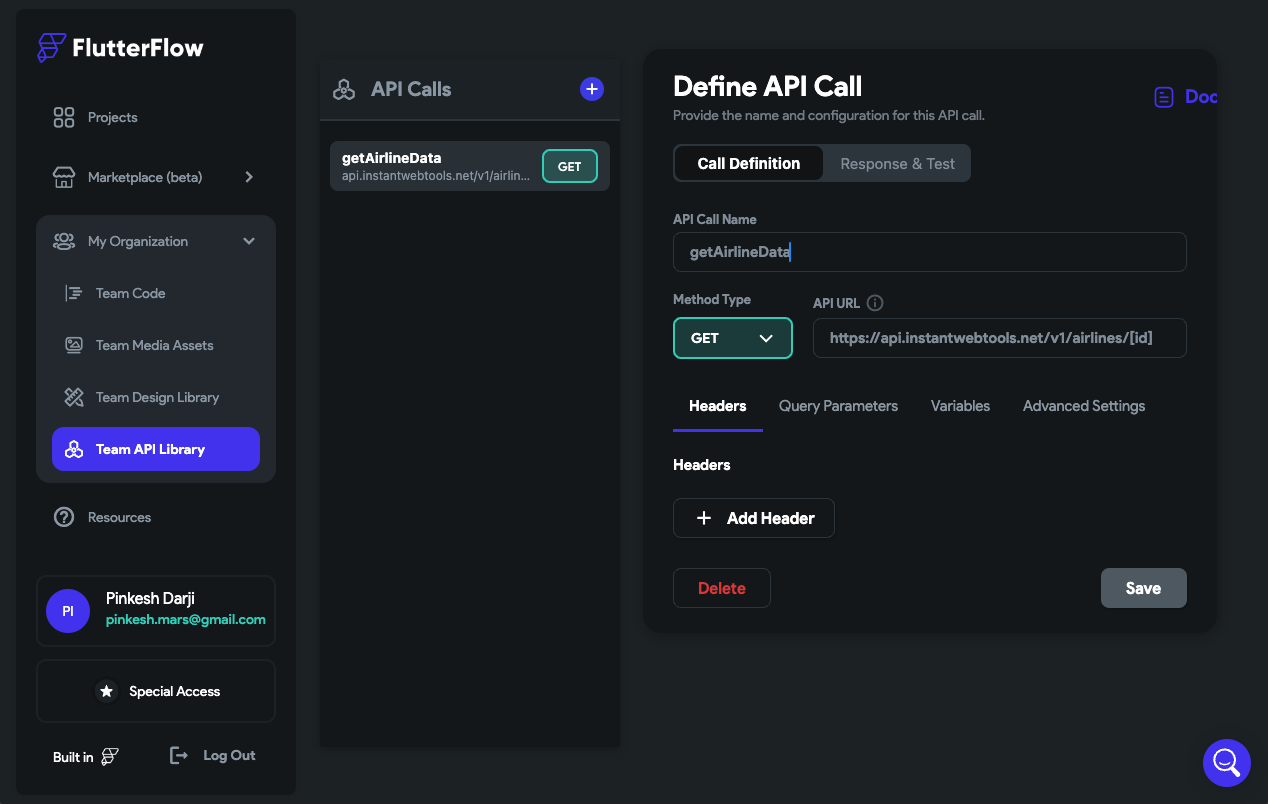 FlutterFlow
Projects
Marketplace (beta)
My Organization
Team Code
Team Media Assets
Team Design Library
Team API Library
Resources
PI
Pinkesh Darji
pinkesh.mars@gmail.com
Special Access
Built in
Log Out
API Calls
getAirlineData
api.instantwebtools.net/v1/airlin...
GET
Define API Call
Provide the name and configuration for this API call.
Doc
Call Definition
Response & Test
API Call Name
getAirlineData
Method Type
GET
API URL
https://api.instantwebtools.net/v1/airlines/[id]
Headers
Query Parameters
Variables
Advanced Settings
Headers
Add Header
Delete
Save